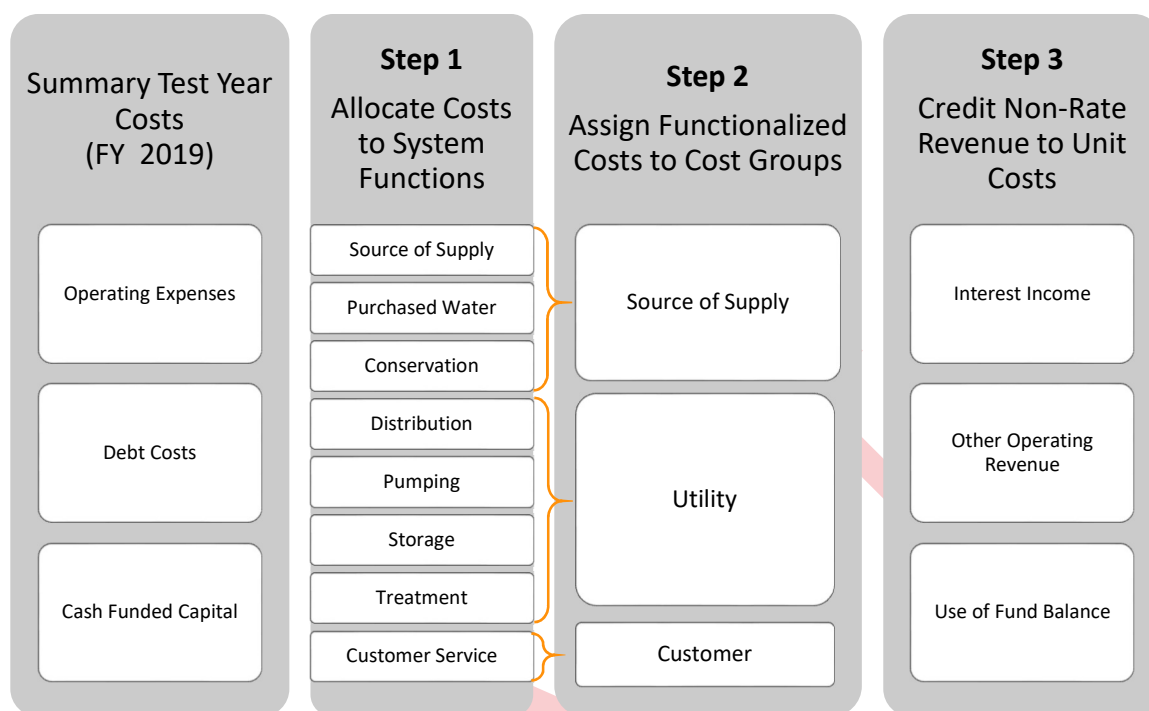 Summary Test Year
Costs
(FY 2019)
Operating Expenses
Debt Costs
Cash Funded Capital
Step 1
Allocate Costs
to System
Functions
Source of Supply
Purchased Water
Conservation
Distribution
Pumping
Storage
Treatment
Customer Service
Step 2
Assign Functionalized
Costs to Cost Groups
Source of Supply
Utility
Customer
Step 3
Credit Non-Rate
Revenue to Unit
Costs
Interest Income
Other Operating
Revenue
Use of Fund Balance